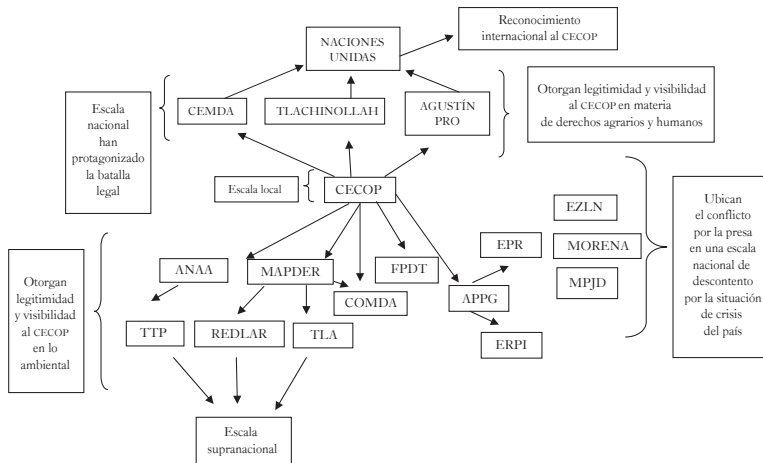 Reconocimiento
internacional al CECOP
NACIONES
UNIDAS
Escala
nacional
han
protagonizado
la batalla
legal
CEMDA
TLACHINOLLAH
AGUSTÍN
PRO
Otorgan legitimidad y visibilidad
al CECOP en materia
de derechos agrarios y humanos
Escala local
CECOP
EZLN
EPR
MORENA
MPJD
Ubican
el conflicto
por la presa
en una escala
nacional de
descontento
por la situación
de crisis
del país
Otorgan
legitimidad
y visibilidad
al CECOP
en lo
ambiental
ANAA
MAPDER
FPDT
COMDA
APPG
TTP
REDLAR
TLA
ERPI
Escala
supranacional